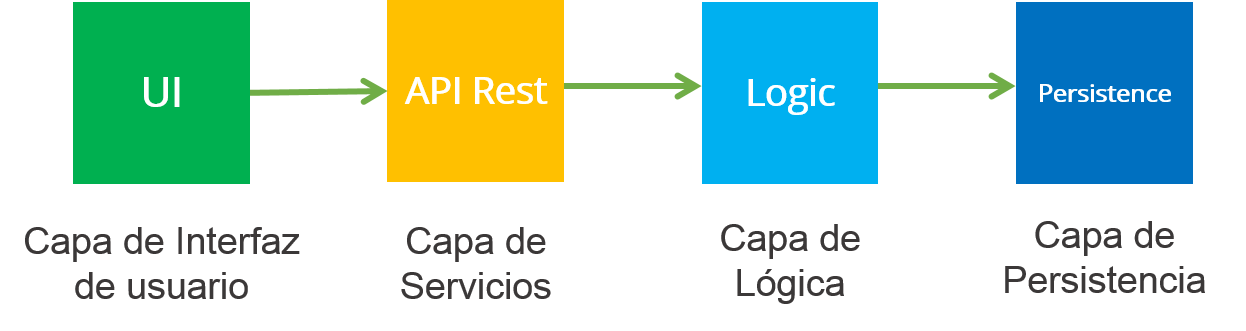 UI
API Rest
Logic
Persistence
Capa de Interfaz
de usuario
Capa de
Servicios
Capa de
Lógica
Capa de
Persistencia